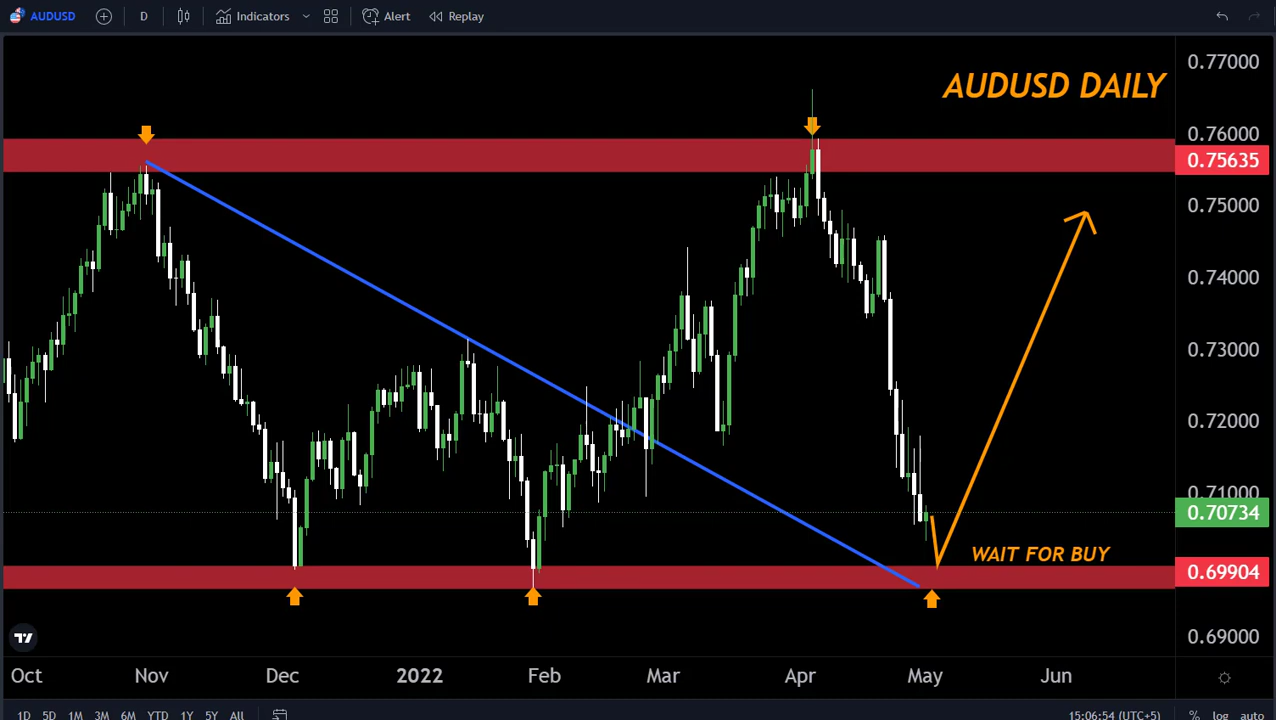 AUDUSD D Indicators Alert Replay
AUDUSD DAILY
0.77000
0.76000
0.75635
0.75000
0.74000
0.73000
0.72000
0.71000
0.70734
WAIT FOR BUY
0.69904
0.69000
Oct Nov Dec 2022 Feb Mar Apr May Jun
1D 5D 1M 3M 6M YTD 1Y 5Y All 15:06:54 (UTC+5) % log auto